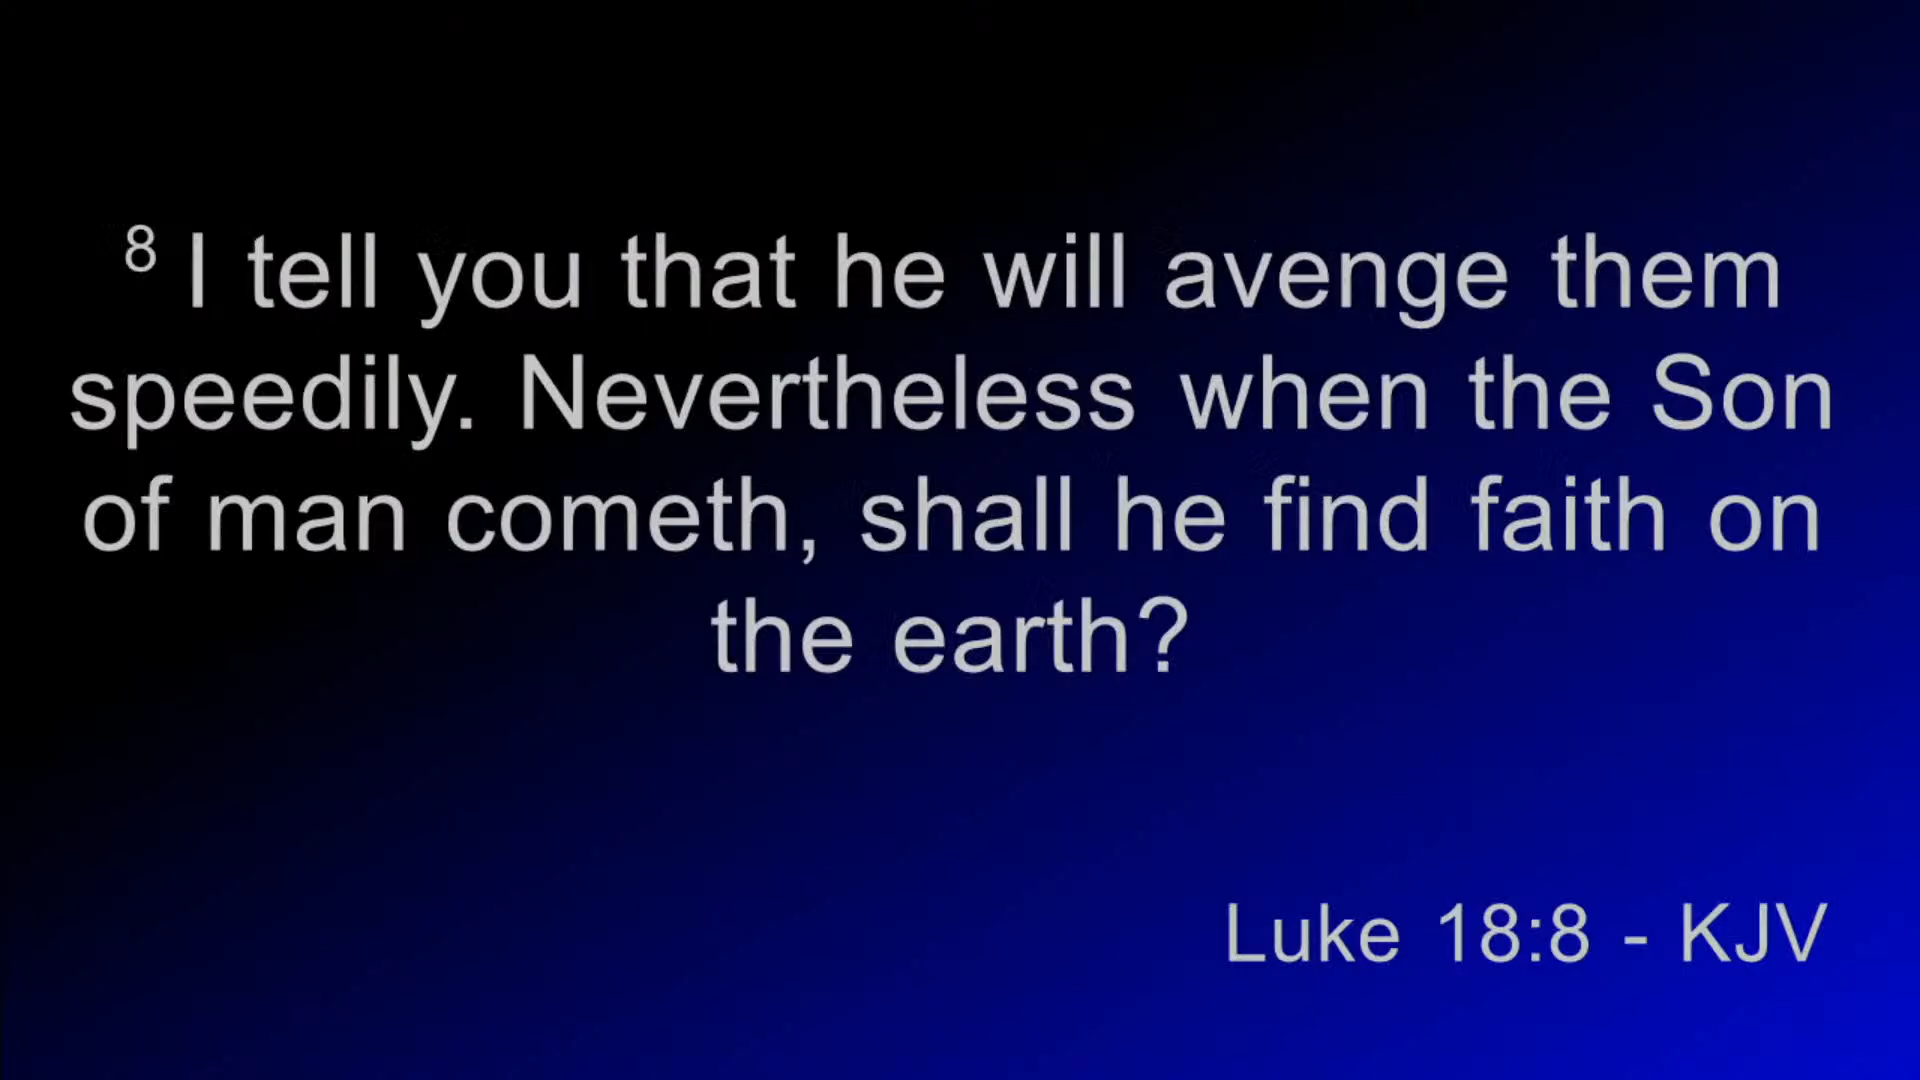 8 I tell you that he will avenge them
speedily. Nevertheless when the Son
of man cometh, shall he find faith on
the earth?
Luke 18:8 - KJV